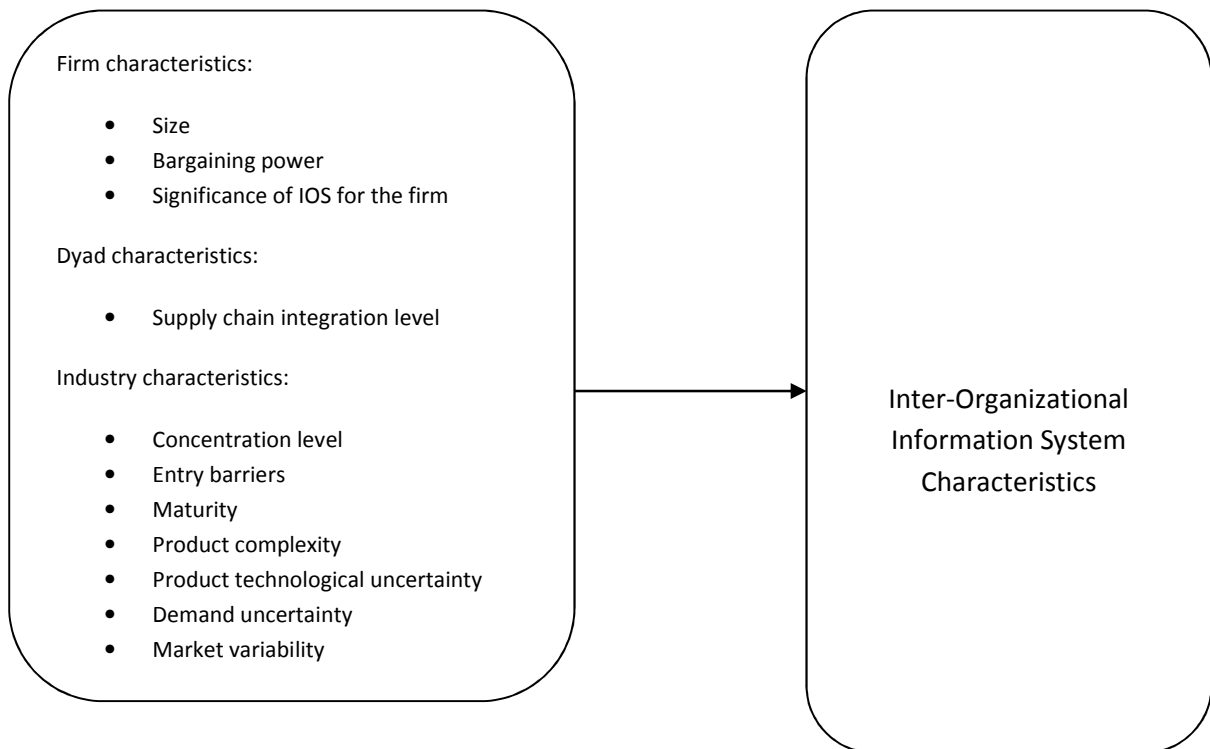 Firm characteristics:
• Size
• Bargaining power
• Significance of IOS for the firm
Dyad characteristics:
• Supply chain integration level
Industry characteristics:
• Concentration level
• Entry barriers
• Maturity
• Product complexity
• Product technological uncertainty
• Demand uncertainty
• Market variability
Inter-Organizational
Information System
Characteristics